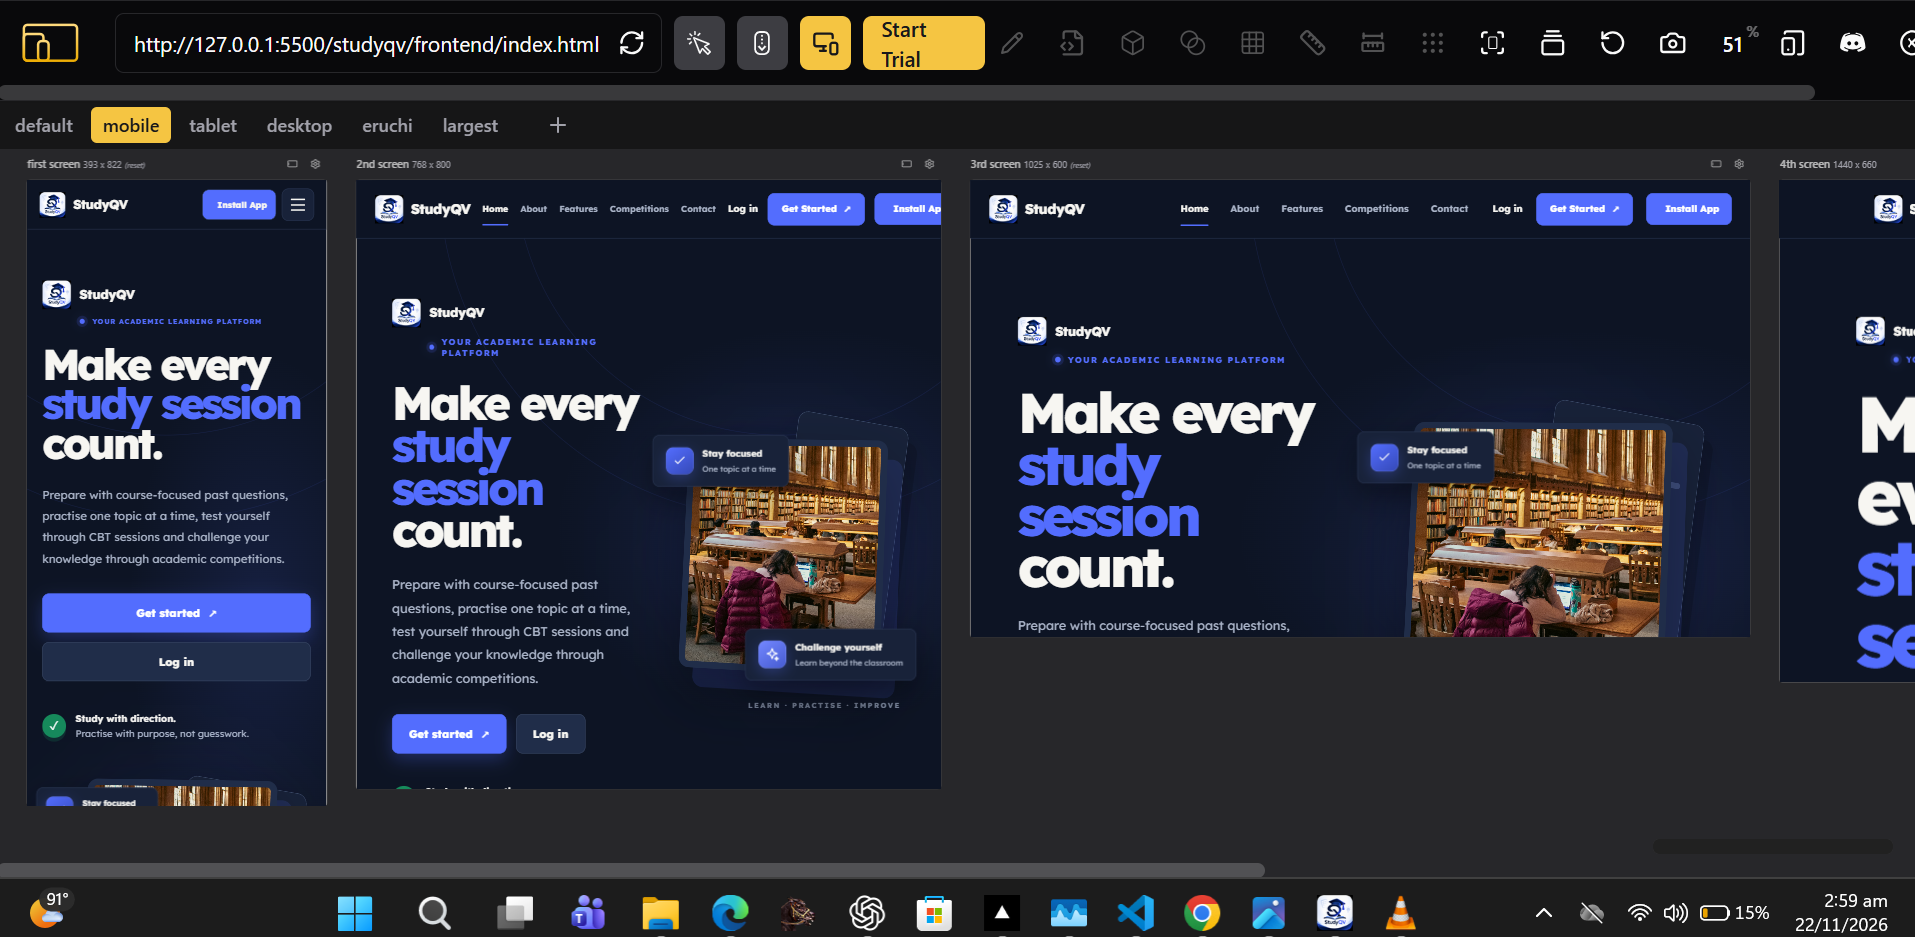 http://127.0.0.1:5500/studyqv/frontend/index.html
Start
Trial
51 %
default mobile tablet desktop eruchi largest +
first screen 393 x 822 (reset)
StudyQV
Install App
StudyQV
YOUR ACADEMIC LEARNING PLATFORM
Make every
study session
count.
Prepare with course-focused past questions,
practise one topic at a time, test yourself
through CBT sessions and challenge your
knowledge through academic competitions.
Get started ↗
Log in
Study with direction.
Practise with purpose, not guesswork.
Stay focused
2nd screen 768 x 800
StudyQV Home About Features Competitions Contact Log in Get Started ↗ Install Ap
StudyQV
YOUR ACADEMIC LEARNING
PLATFORM
Make every
study
session
count.
Prepare with course-focused past
questions, practise one topic at a time,
test yourself through CBT sessions and
challenge your knowledge through
academic competitions.
Get started ↗
Log in
Stay focused
One topic at a time
Challenge yourself
Learn beyond the classroom
LEARN · PRACTISE · IMPROVE
3rd screen 1025 x 600 (reset)
StudyQV Home About Features Competitions Contact Log in Get Started ↗ Install App
StudyQV
YOUR ACADEMIC LEARNING PLATFORM
Make every
study
session
count.
Prepare with course-focused past questions,
Stay focused
One topic at a time
4th screen 1440 x 660
S
Stu
Y
M
ev
st
se
91°
15%
2:59 am
22/11/2026